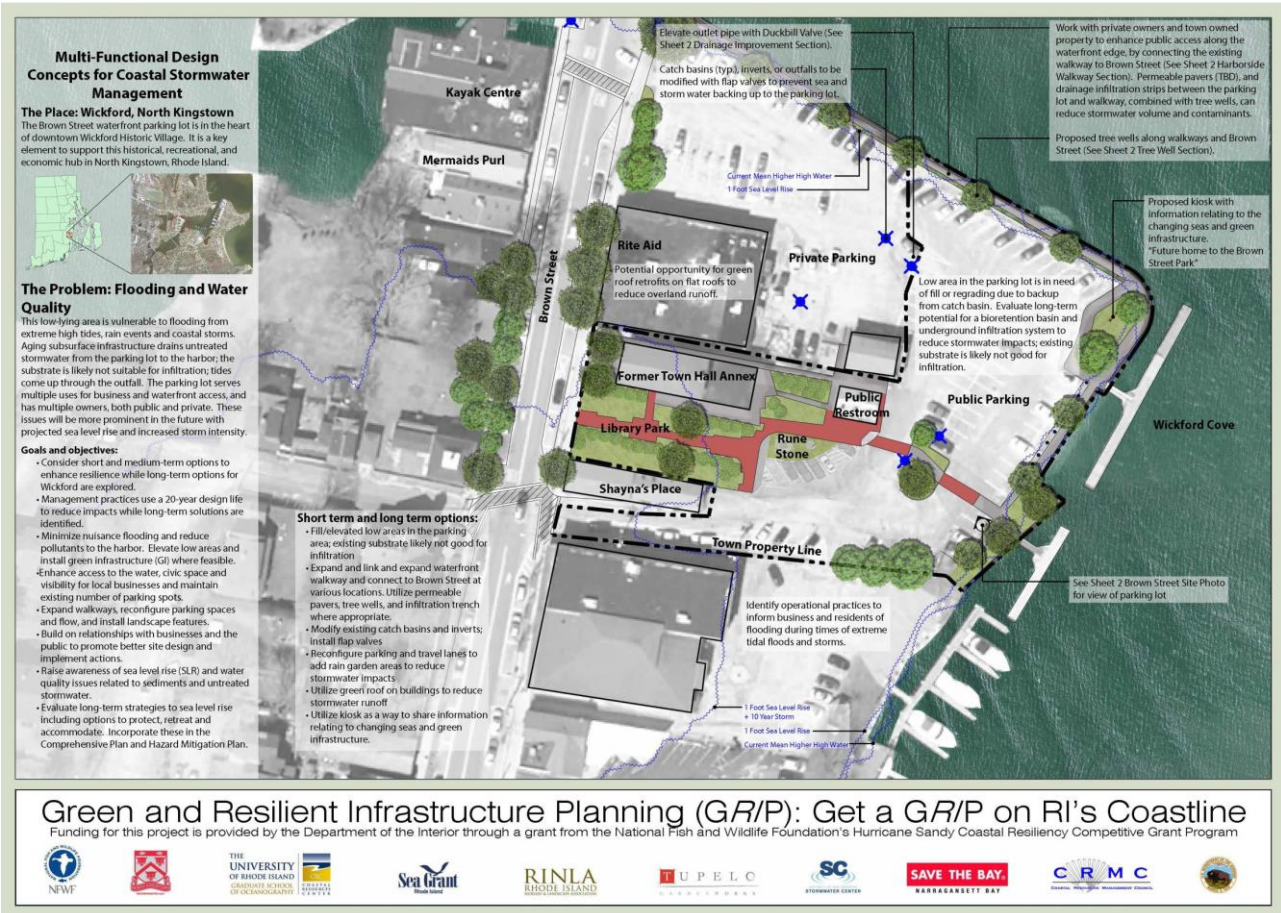 Multi-Functional Design
Concepts for Coastal Stormwater
Management
The Place: Wickford, North Kingstown
The Brown Street waterfront parking lot is in the heart
of downtown Wickford Historic Village. It is a key
element to support this historical, recreational, and
economic hub in North Kingstown, Rhode Island.
The Problem: Flooding and Water
Quality
This low-lying area is vulnerable to flooding from
extreme high tides, rain events and coastal storms.
Aging subsurface infrastructure drains untreated
stormwater from the parking lot to the harbor; the
substrate is likely not suitable for infiltration; tides
come up through the outfall. The parking lot serves
multiple uses for business and waterfront access, and
has multiple owners, both public and private. These
issues will be more prominent in the future with
projected sea level rise and increased storm intensity.
Goals and objectives:
• Consider short and medium-term options to
enhance resilience while long-term options for
Wickford are explored.
• Management practices use a 20-year design life
to reduce impacts while long-term solutions are
identified.
• Minimize nuisance flooding and reduce
pollutants to the harbor. Elevate low areas and
install green infrastructure (GI) where feasible.
•Enhance access to the water, civic space and
visibility for local businesses and maintain
existing number of parking spots.
• Expand walkways, reconfigure parking spaces
and flow, and install landscape features.
• Build on relationships with businesses and the
public to promote better site design and
implement actions.
• Raise awareness of sea level rise (SLR) and water
quality issues related to sediments and untreated
stormwater.
• Evaluate long-term strategies to sea level rise
including options to protect, retreat and
accommodate. Incorporate these in the
Comprehensive Plan and Hazard Mitigation Plan.
Kayak Centre
Mermaids Purl
Brown Street
Elevate outlet pipe with Duckbill Valve (See
Sheet 2 Drainage Improvement Section).
Catch basins (typ.), inverts, or outfalls to be
modified with flap valves to prevent sea and
storm water backing up to the parking lot.
Current Mean Higher High Water
1 Foot Sea Level Rise
Work with private owners and town owned
property to enhance public access along the
waterfront edge, by connecting the existing
walkway to Brown Street (See Sheet 2 Harborside
Walkway Section). Permeable pavers (TBD), and
drainage infiltration strips between the parking
lot and walkway, combined with tree wells, can
reduce stormwater volume and contaminants.
Proposed tree wells along walkways and Brown
Street (See Sheet 2 Tree Well Section).
Proposed kiosk with
information relating to the
changing seas and green
infrastructure.
"Future home to the Brown
Street Park"
Rite Aid
Potential opportunity for green
roof retrofits on flat roofs to
reduce overland runoff.
Private Parking
Low area in the parking lot is in need
of fill or regrading due to backup
from catch basin. Evaluate long-term
potential for a bioretention basin and
underground infiltration system to
reduce stormwater impacts; existing
substrate is likely not good for
infiltration.
Former Town Hall Annex
Public
Restroom
Public Parking
Wickford Cove
Library Park
Rune
Stone
Shayna's Place
Town Property Line
Short term and long term options:
• Fill/elevated low areas in the parking
area; existing substrate likely not good for
infiltration
• Expand and link and expand waterfront
walkway and connect to Brown Street at
various locations. Utilize permeable
pavers, tree wells, and infiltration trench
where appropriate.
• Modify existing catch basins and inverts;
install flap valves
• Reconfigure parking and travel lanes to
add rain garden areas to reduce
stormwater impacts
• Utilize green roof on buildings to reduce
stormwater runoff
• Utilize kiosk as a way to share information
relating to changing seas and green
infrastructure.
Identify operational practices to
inform business and residents of
flooding during times of extreme
tidal floods and storms.
See Sheet 2 Brown Street Site Photo
for view of parking lot
1 Foot Sea Level Rise
+ 10 Year Storm
1 Foot Sea Level Rise
Current Mean Higher High Water
Green and Resilient Infrastructure Planning (GRIP): Get a GRIP on RI's Coastline
Funding for this project is provided by the Department of the Interior through a grant from the National Fish and Wildlife Foundation's Hurricane Sandy Coastal Resiliency Competitive Grant Program
NFWF
THE
UNIVERSITY
OF RHODE ISLAND
GRADUATE SCHOOL
OF OCEANOGRAPHY
COASTAL
RESOURCES
CENTER
Sea Grant
Rhode Island
RINLA
RHODE ISLAND
NURSERY & LANDSCAPE ASSOCIATION
TUPELO
GARDENWORKS
SC
STORMWATER CENTER
SAVE THE BAY®
NARRAGANSETT BAY
CRMC
COASTAL RESOURCES MANAGEMENT COUNCIL